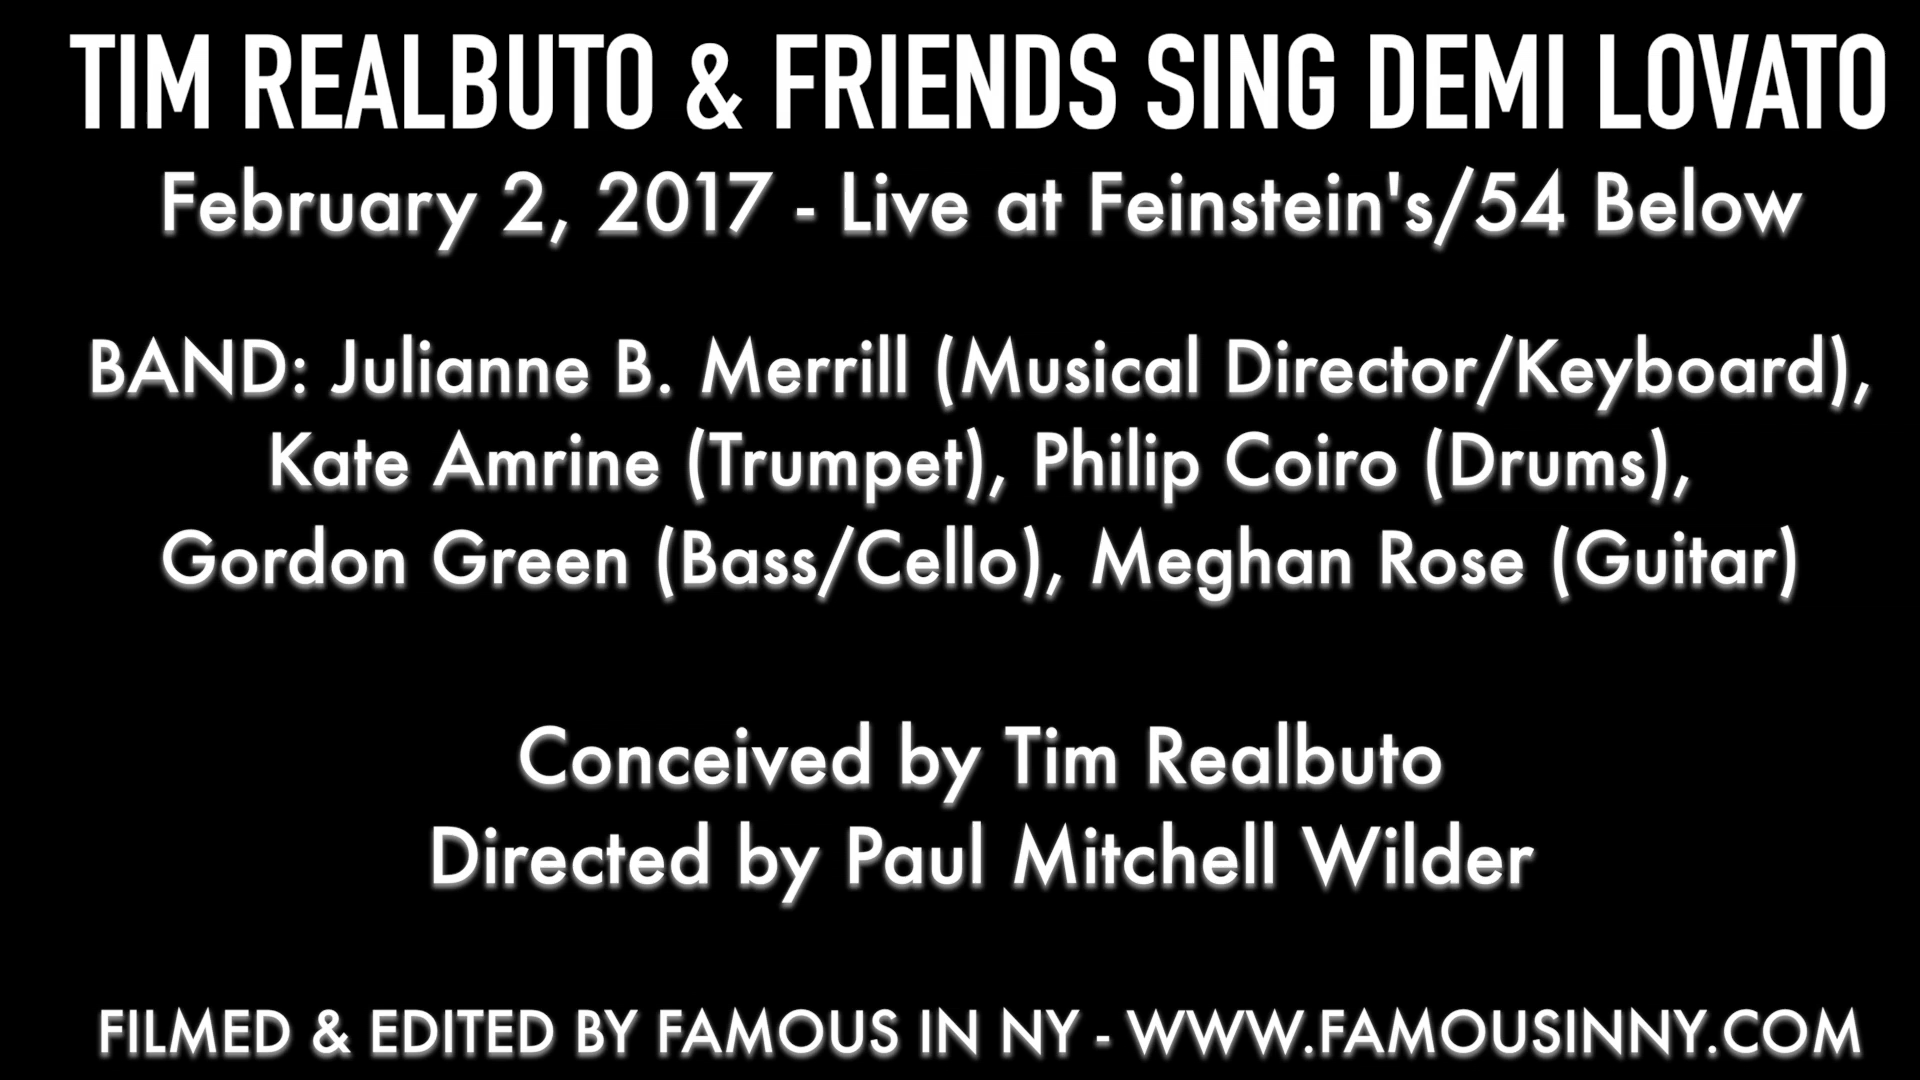 TIM REALBUTO & FRIENDS SING DEMI LOVATO
February 2, 2017 - Live at Feinstein's/54 Below
BAND: Julianne B. Merrill (Musical Director/Keyboard),
Kate Amrine (Trumpet), Philip Coiro (Drums),
Gordon Green (Bass/Cello), Meghan Rose (Guitar)
Conceived by Tim Realbuto
Directed by Paul Mitchell Wilder
FILMED & EDITED BY FAMOUS IN NY - WWW.FAMOUSINNY.COM